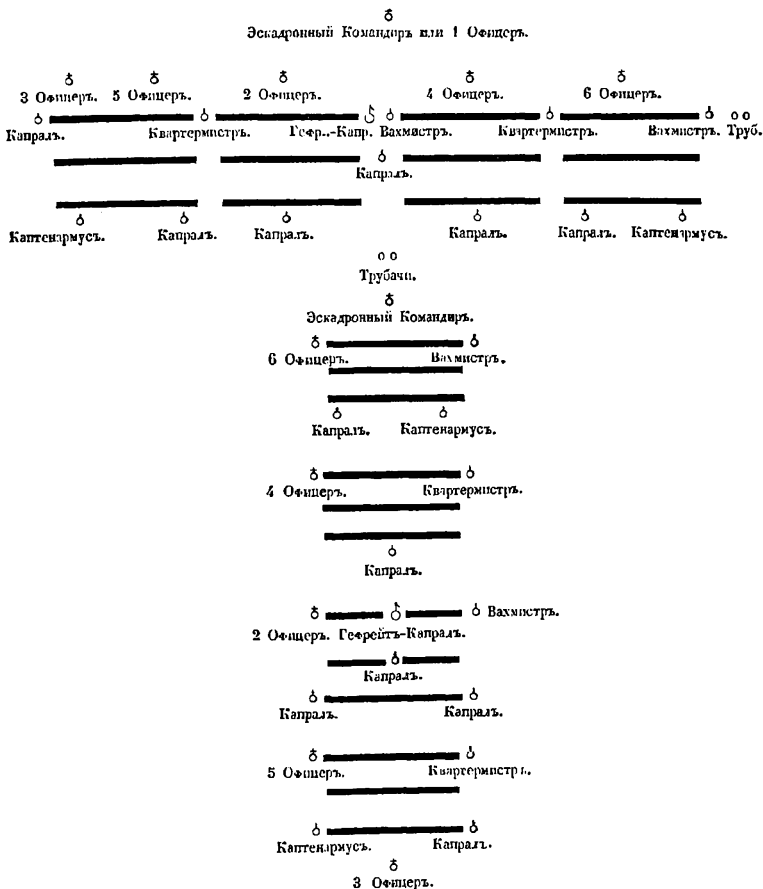 Эскадронный Командиръ или 1 Офицеръ.
3 Офицеръ. 5 Офицеръ. 2 Офицеръ. 4 Офицеръ. 6 Офицеръ.
Капралъ. Квартермистръ. Гефр..-Капр. Вахмистръ. Квартермистръ. Вахмистръ. Труб.
Капралъ.
Каптенармусъ. Капралъ. Капралъ. Капралъ. Капралъ. Каптенармусъ.
Трубачи.
Эскадронный Командиръ.
6 Офицеръ. Вахмистръ.
Капралъ. Каптенармусъ.
4 Офицеръ. Квартермистръ.
Капралъ.
Вахмистръ.
2 Офицеръ. Гефрейтъ-Капралъ.
Капралъ.
Капралъ. Капралъ.
5 Офицеръ. Квартермистръ.
Каптенармусъ. Капралъ.
3 Офицеръ.